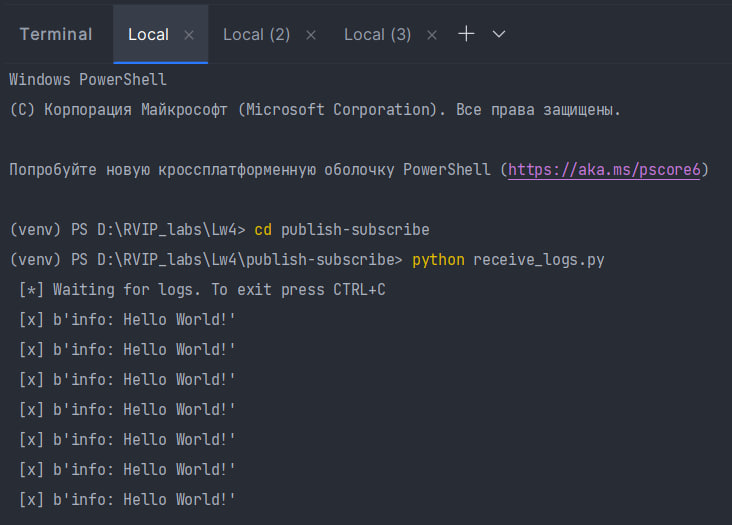 Terminal Local × Local (2) × Local (3) × +
Windows PowerShell
(C) Корпорация Майкрософт (Microsoft Corporation). Все права защищены.
Попробуйте новую кроссплатформенную оболочку PowerShell (https://aka.ms/pscore6)
(venv) PS D:\RVIP_labs\Lw4> cd publish-subscribe
(venv) PS D:\RVIP_labs\Lw4\publish-subscribe> python receive_logs.py
[*] Waiting for logs. To exit press CTRL+C
[x] b'info: Hello World!'
[x] b'info: Hello World!'
[x] b'info: Hello World!'
[x] b'info: Hello World!'
[x] b'info: Hello World!'
[x] b'info: Hello World!'
[x] b'info: Hello World!'